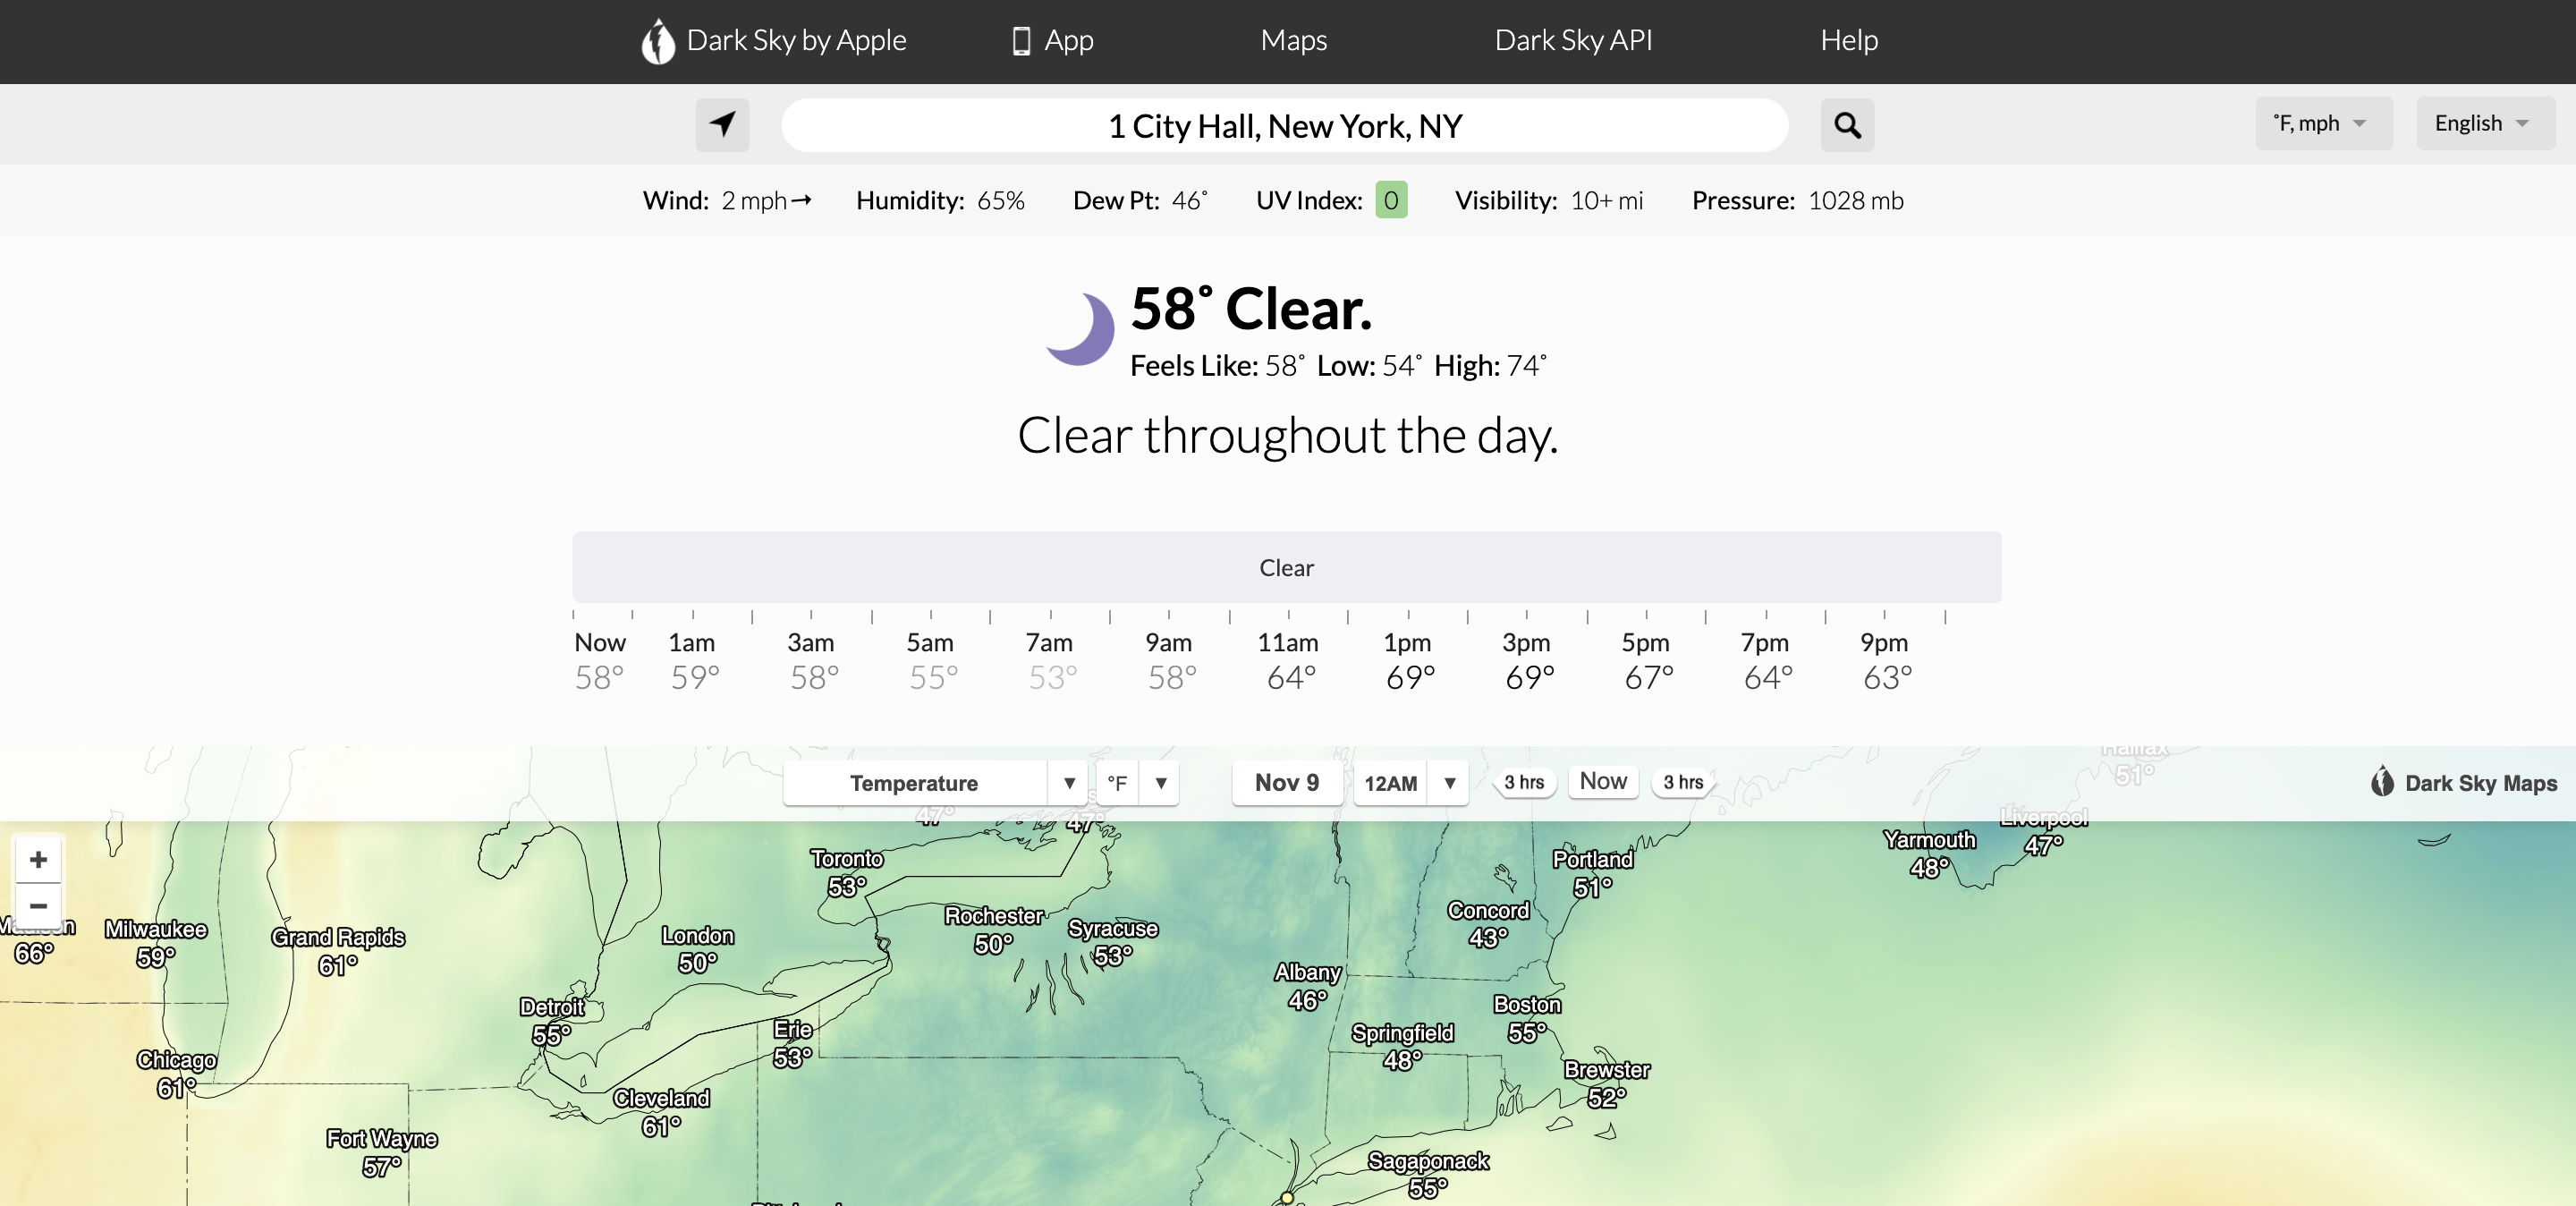 Dark Sky by Apple App Maps Dark Sky API Help
1 City Hall, New York, NY
˚F, mph
English
Wind: 2 mph Humidity: 65% Dew Pt: 46˚ UV Index: 0 Visibility: 10+ mi Pressure: 1028 mb
58˚ Clear.
Feels Like: 58˚ Low: 54˚ High: 74˚
Clear throughout the day.
Clear
Now 1am 3am 5am 7am 9am 11am 1pm 3pm 5pm 7pm 9pm
58° 59° 58° 55° 53° 58° 64° 69° 69° 67° 64° 63°
Halifax
51°
Temperature ▼ °F ▼ Nov 9 12AM ▼ 3 hrs Now 3 hrs
Dark Sky Maps
47°
47°
Liverpool
47°
Yarmouth
48°
+
−
Toronto
53°
Portland
51°
66°
Milwaukee
59°
Grand Rapids
61°
London
50°
Rochester
50°
Syracuse
53°
Concord
43°
Albany
46°
Detroit
55°
Boston
55°
Erie
53°
Springfield
48°
Chicago
61°
Brewster
52°
Cleveland
61°
Fort Wayne
57°
Sagaponack
55°